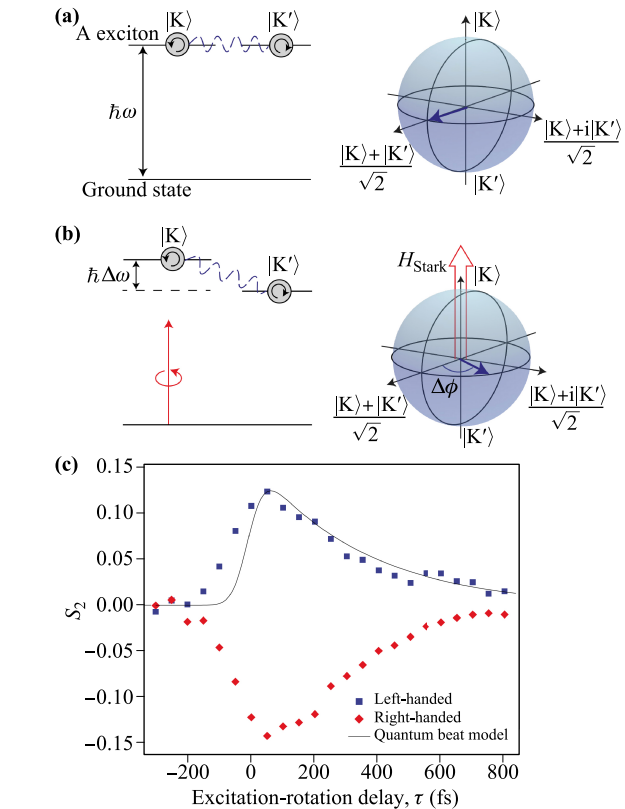 (a)
|K⟩
|K′⟩
A exciton
ħω
Ground state
|K⟩
|K⟩+|K′⟩
√2
|K⟩+i|K′⟩
√2
|K′⟩
(b)
|K⟩
|K′⟩
ħΔω
H_Stark
|K⟩
Δϕ
|K⟩+|K′⟩
√2
|K⟩+i|K′⟩
√2
|K′⟩
(c)
S₂
0.15
0.10
0.05
0.00
−0.05
−0.10
−0.15
Left-handed
Right-handed
Quantum beat model
−200 0 200 400 600 800
Excitation-rotation delay, τ (fs)